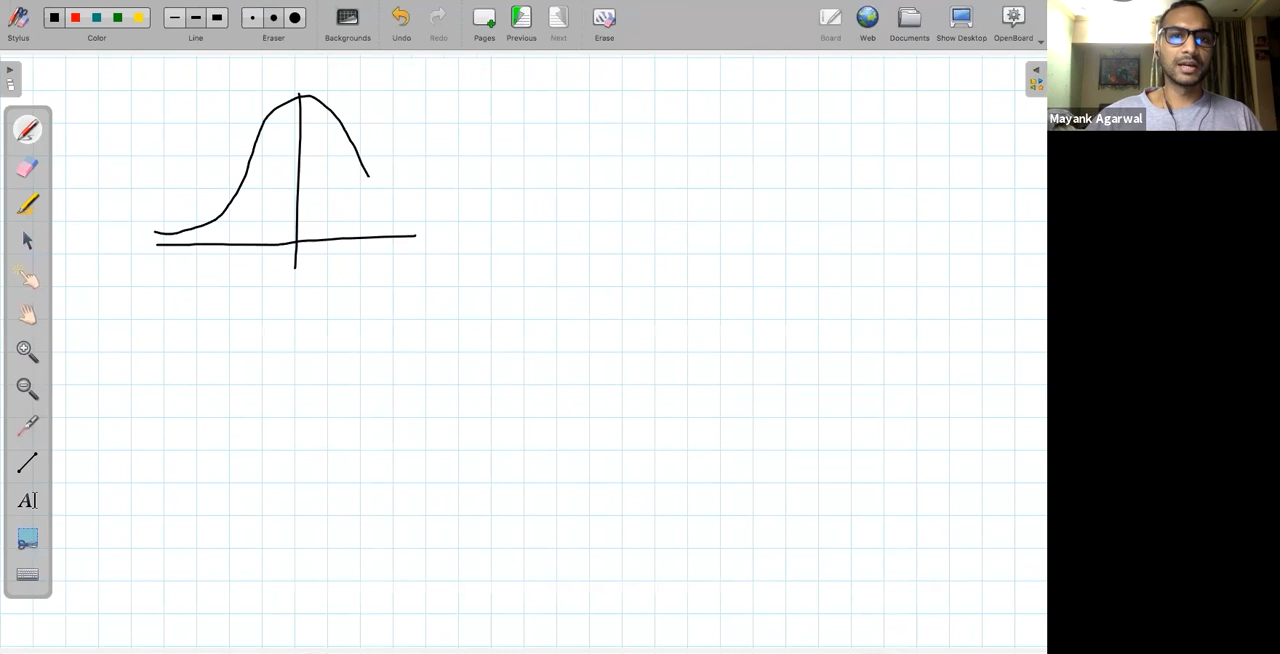 Stylus
Color
Line
Eraser
Backgrounds
Undo
Redo
Pages
Previous
Next
Erase
Board
Web
Documents
Show Desktop
OpenBoard
Mayank Agarwal
A